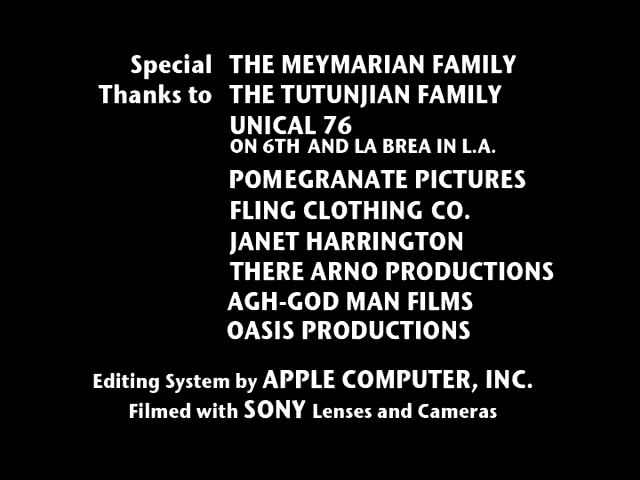 Special THE MEYMARIAN FAMILY
Thanks to THE TUTUNJIAN FAMILY
UNICAL 76
ON 6TH AND LA BREA IN L.A.
POMEGRANATE PICTURES
FLING CLOTHING CO.
JANET HARRINGTON
THERE ARNO PRODUCTIONS
AGH-GOD MAN FILMS
OASIS PRODUCTIONS
Editing System by APPLE COMPUTER, INC.
Filmed with SONY Lenses and Cameras